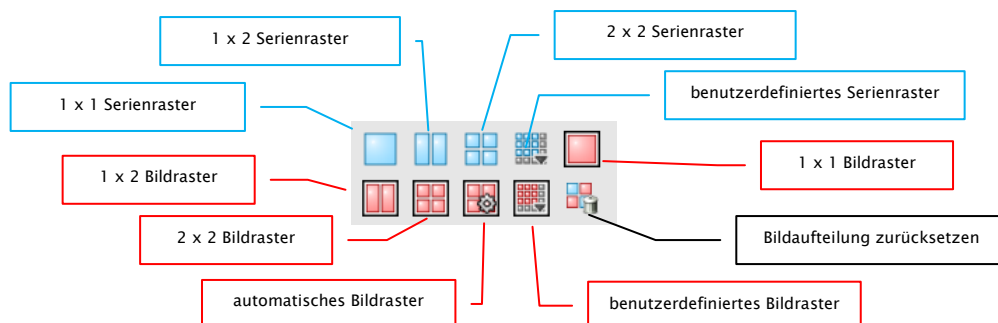 1 x 2 Serienraster
2 x 2 Serienraster
1 x 1 Serienraster
benutzerdefiniertes Serienraster
1 x 2 Bildraster
1 x 1 Bildraster
2 x 2 Bildraster
Bildaufteilung zurücksetzen
automatisches Bildraster
benutzerdefiniertes Bildraster